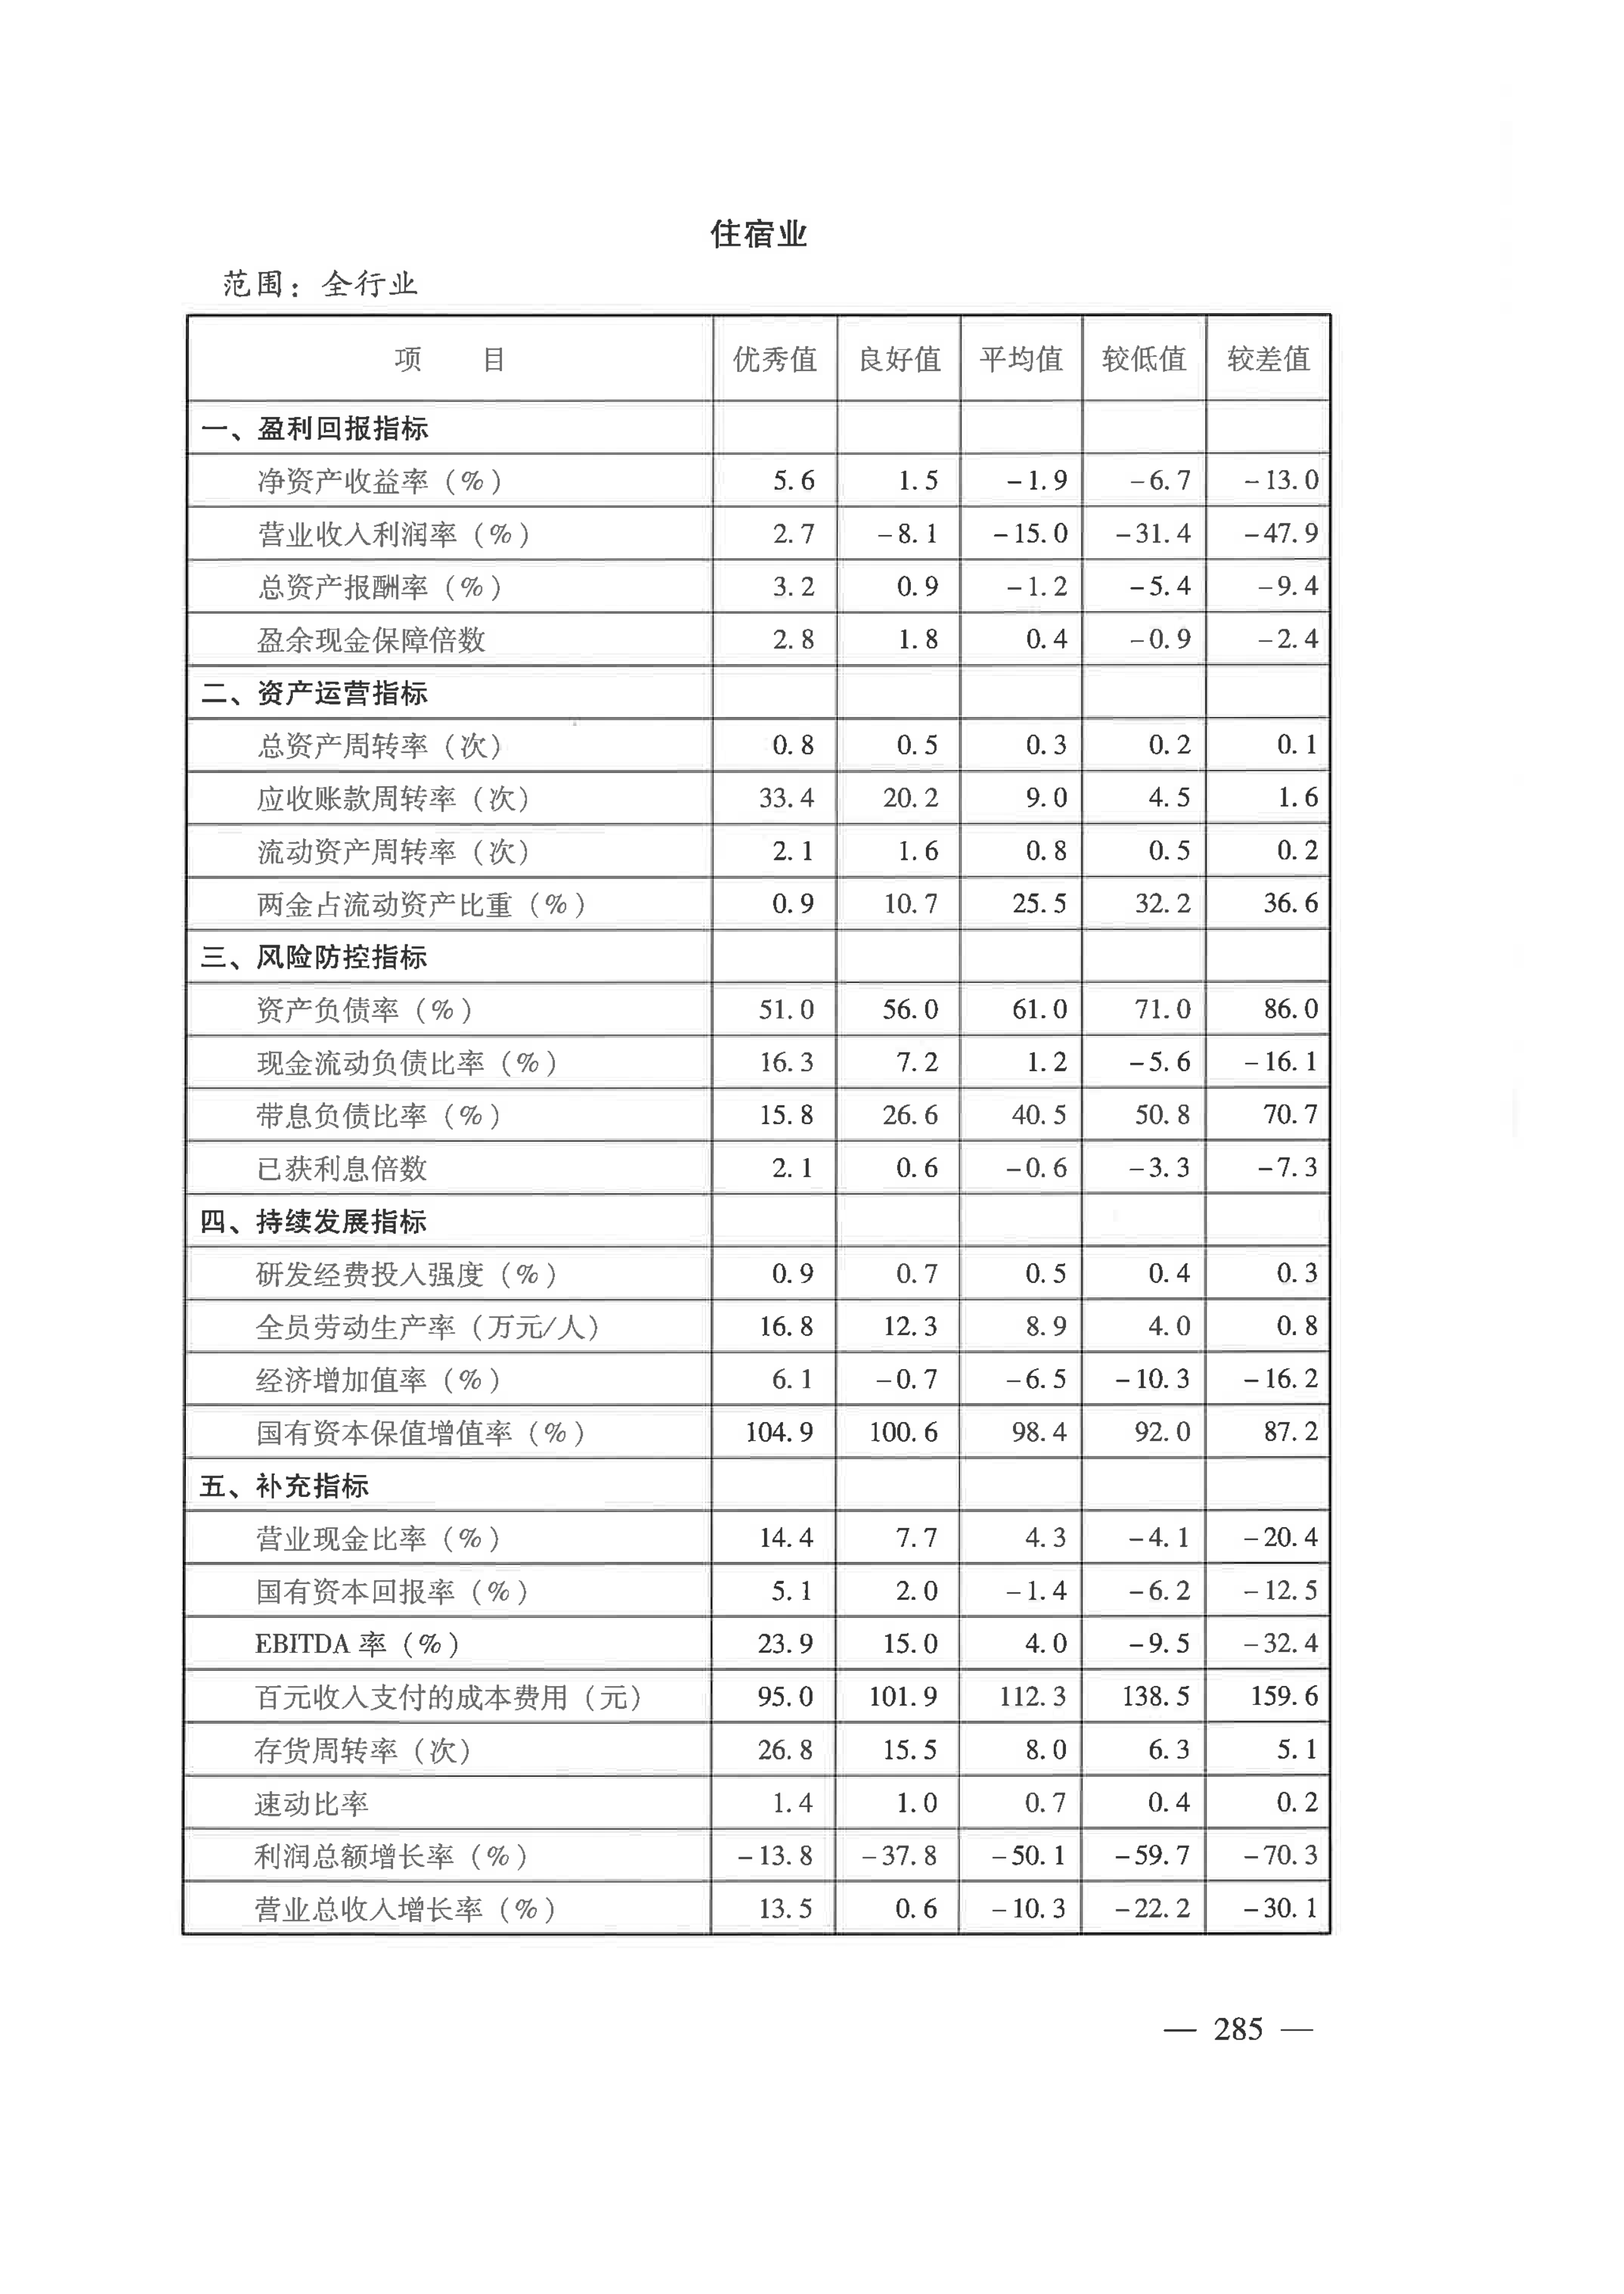 住宿业
范围：全行业
项 目 优秀值 良好值 平均值 较低值 较差值
一、盈利回报指标
净资产收益率（%） 5.6 1.5 -1.9 -6.7 -13.0
营业收入利润率（%） 2.7 -8.1 -15.0 -31.4 -47.9
总资产报酬率（%） 3.2 0.9 -1.2 -5.4 -9.4
盈余现金保障倍数 2.8 1.8 0.4 -0.9 -2.4
二、资产运营指标
总资产周转率（次） 0.8 0.5 0.3 0.2 0.1
应收账款周转率（次） 33.4 20.2 9.0 4.5 1.6
流动资产周转率（次） 2.1 1.6 0.8 0.5 0.2
两金占流动资产比重（%） 0.9 10.7 25.5 32.2 36.6
三、风险防控指标
资产负债率（%） 51.0 56.0 61.0 71.0 86.0
现金流动负债比率（%） 16.3 7.2 1.2 -5.6 -16.1
带息负债比率（%） 15.8 26.6 40.5 50.8 70.7
已获利息倍数 2.1 0.6 -0.6 -3.3 -7.3
四、持续发展指标
研发经费投入强度（%） 0.9 0.7 0.5 0.4 0.3
全员劳动生产率（万元/人） 16.8 12.3 8.9 4.0 0.8
经济增加值率（%） 6.1 -0.7 -6.5 -10.3 -16.2
国有资本保值增值率（%） 104.9 100.6 98.4 92.0 87.2
五、补充指标
营业现金比率（%） 14.4 7.7 4.3 -4.1 -20.4
国有资本回报率（%） 5.1 2.0 -1.4 -6.2 -12.5
EBITDA 率（%） 23.9 15.0 4.0 -9.5 -32.4
百元收入支付的成本费用（元） 95.0 101.9 112.3 138.5 159.6
存货周转率（次） 26.8 15.5 8.0 6.3 5.1
速动比率 1.4 1.0 0.7 0.4 0.2
利润总额增长率（%） -13.8 -37.8 -50.1 -59.7 -70.3
营业总收入增长率（%） 13.5 0.6 -10.3 -22.2 -30.1
— 285 —